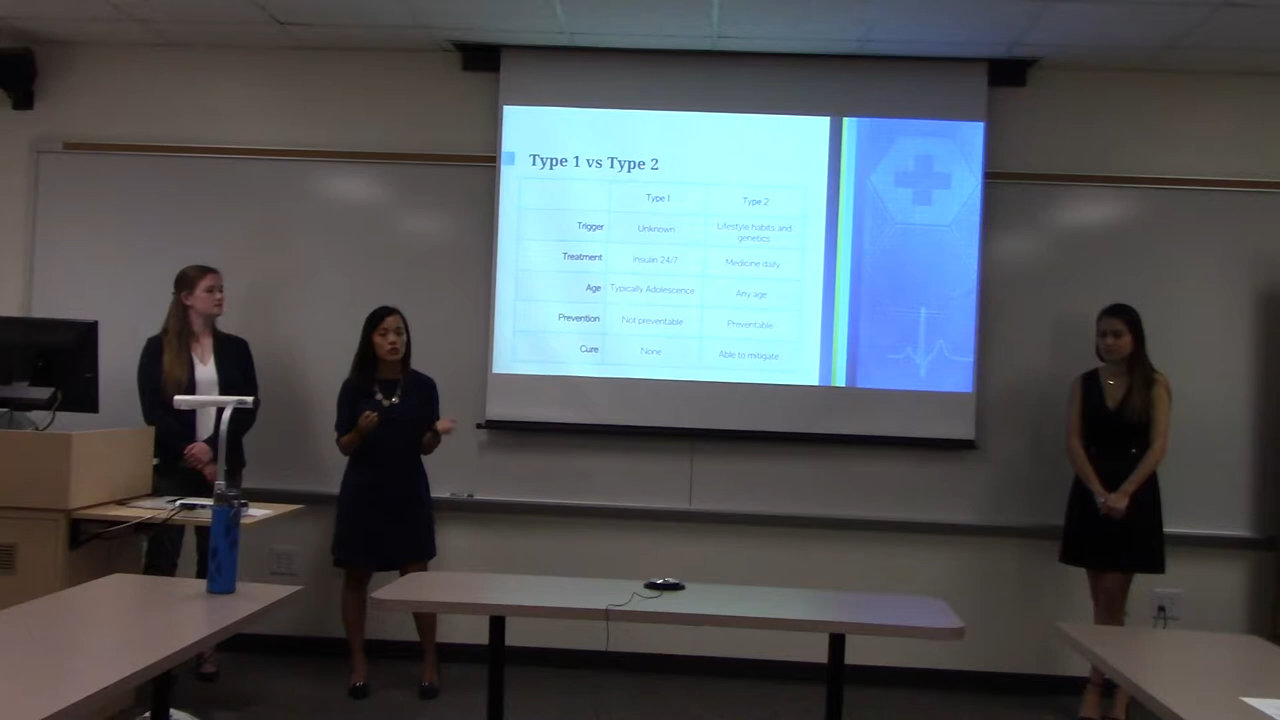 Type 1 vs Type 2
Type 1 Type 2
Trigger Unknown Lifestyle habits and
genetics
Treatment Insulin 24/7 Medicine daily
Age Typically Adolescence Any age
Prevention Not preventable Preventable
Cure None Able to mitigate